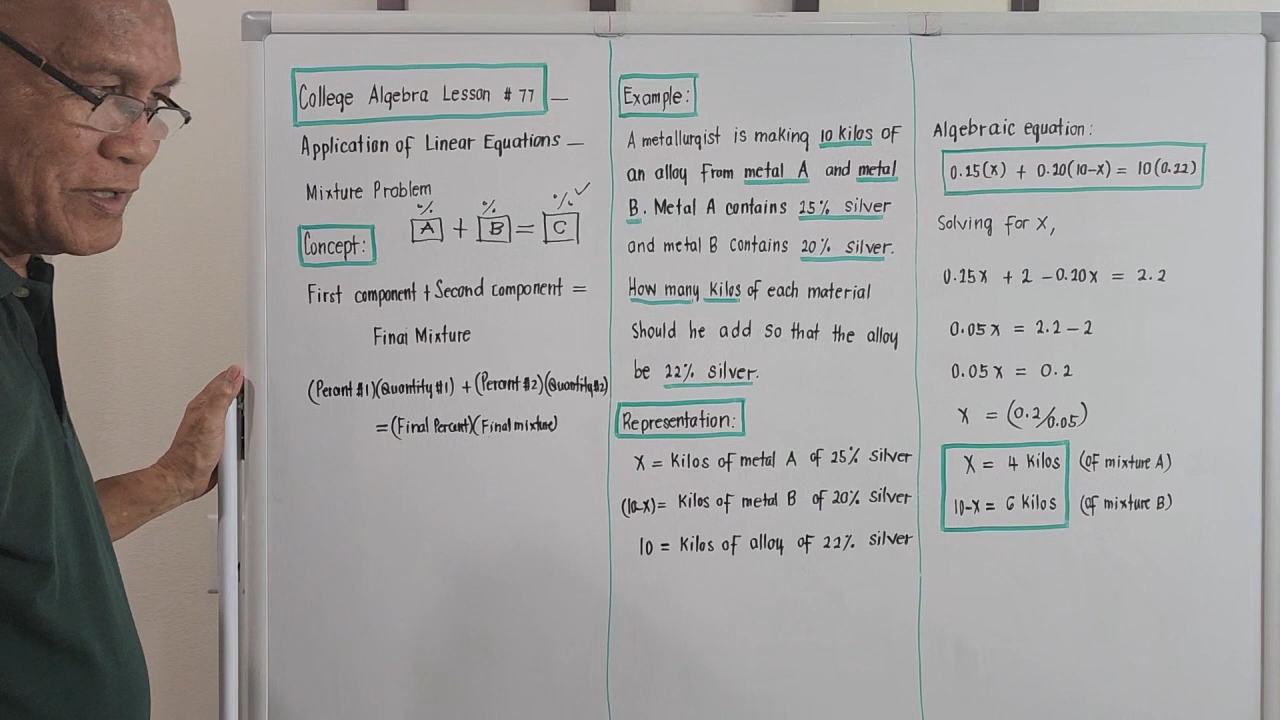 College Algebra Lesson # 77 —
Application of Linear Equations —
Mixture Problem
% % % ✓
A + B = C
Concept:
First component + Second component =
Final Mixture
(Percent #1)(Quantity #1) + (Percent #2)(Quantity #2)
= (Final Percent)(Final mixture)
Example:
A metallurgist is making 10 kilos of
an alloy from metal A and metal
B. Metal A contains 25% silver
and metal B contains 20% silver.
How many kilos of each material
Should he add so that the alloy
be 22% silver.
Representation:
X = Kilos of metal A of 25% silver
(10-X) = Kilos of metal B of 20% silver
10 = Kilos of alloy of 22% silver
Algebraic equation:
0.25(X) + 0.20(10-X) = 10(0.22)
Solving for X,
0.25X + 2 - 0.20X = 2.2
0.05X = 2.2 - 2
0.05X = 0.2
X = (0.2/0.05)
X = 4 Kilos (of mixture A)
10-X = 6 Kilos (of mixture B)